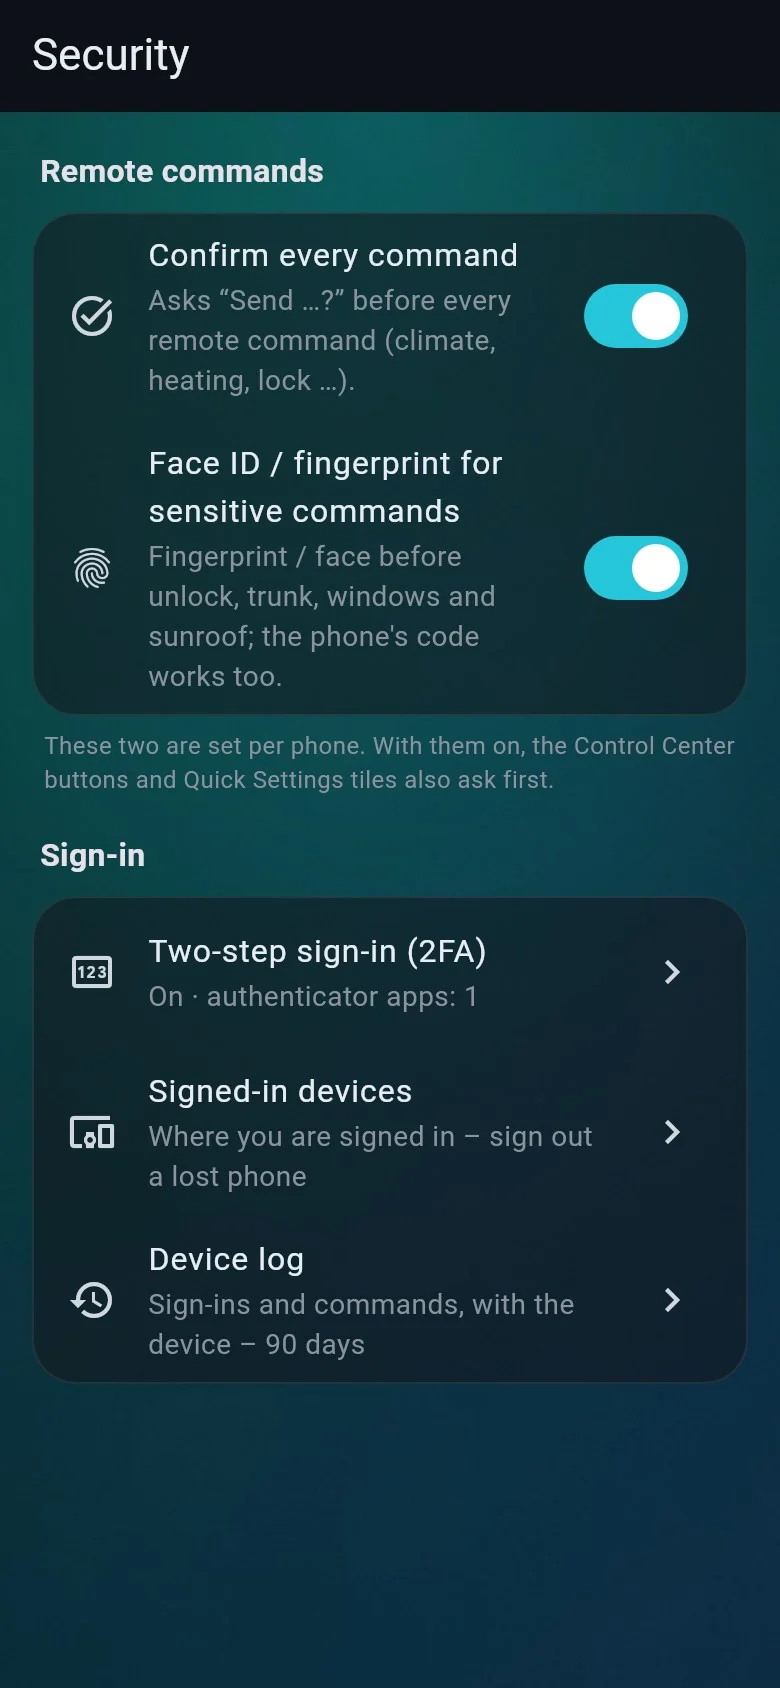 Security
Remote commands
Confirm every command
Asks “Send ...?” before every
remote command (climate,
heating, lock ...).
Face ID / fingerprint for
sensitive commands
Fingerprint / face before
unlock, trunk, windows and
sunroof; the phone's code
works too.
These two are set per phone. With them on, the Control Center
buttons and Quick Settings tiles also ask first.
Sign-in
123
Two-step sign-in (2FA)
On · authenticator apps: 1
Signed-in devices
Where you are signed in – sign out
a lost phone
Device log
Sign-ins and commands, with the
device – 90 days